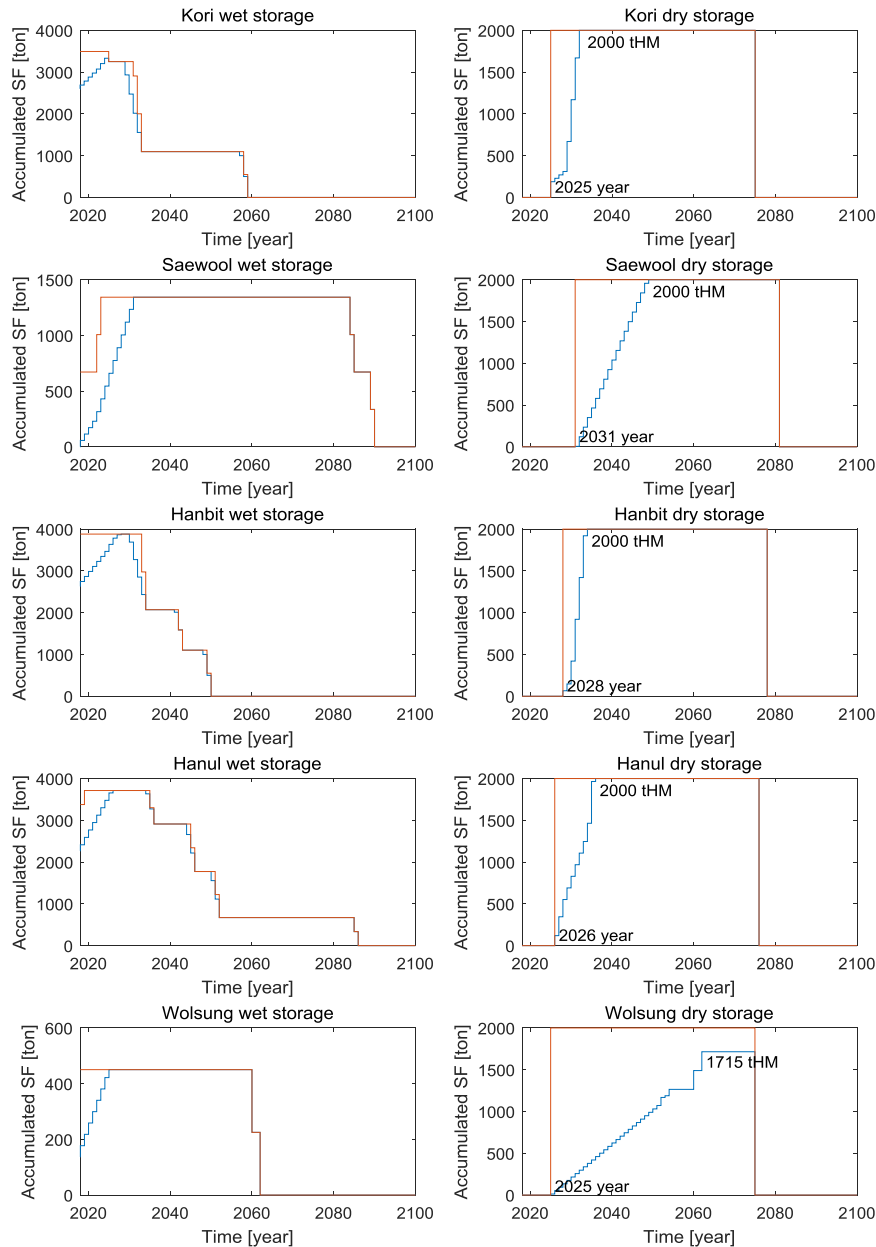 Kori wet storage
4000
3000
2000
1000
0
Accumulated SF [ton]
2020 2040 2060 2080 2100
Time [year]
Kori dry storage
2000
1500
1000
500
0
Accumulated SF [ton]
2000 tHM
2025 year
2020 2040 2060 2080 2100
Time [year]
Saewool wet storage
1500
1000
500
0
Accumulated SF [ton]
2020 2040 2060 2080 2100
Time [year]
Saewool dry storage
2000
1500
1000
500
0
Accumulated SF [ton]
2000 tHM
2031 year
2020 2040 2060 2080 2100
Time [year]
Hanbit wet storage
4000
3000
2000
1000
0
Accumulated SF [ton]
2020 2040 2060 2080 2100
Time [year]
Hanbit dry storage
2000
1500
1000
500
0
Accumulated SF [ton]
2000 tHM
2028 year
2020 2040 2060 2080 2100
Time [year]
Hanul wet storage
4000
3000
2000
1000
0
Accumulated SF [ton]
2020 2040 2060 2080 2100
Time [year]
Hanul dry storage
2000
1500
1000
500
0
Accumulated SF [ton]
2000 tHM
2026 year
2020 2040 2060 2080 2100
Time [year]
Wolsung wet storage
600
400
200
0
Accumulated SF [ton]
2020 2040 2060 2080 2100
Time [year]
Wolsung dry storage
2000
1500
1000
500
0
Accumulated SF [ton]
1715 tHM
2025 year
2020 2040 2060 2080 2100
Time [year]